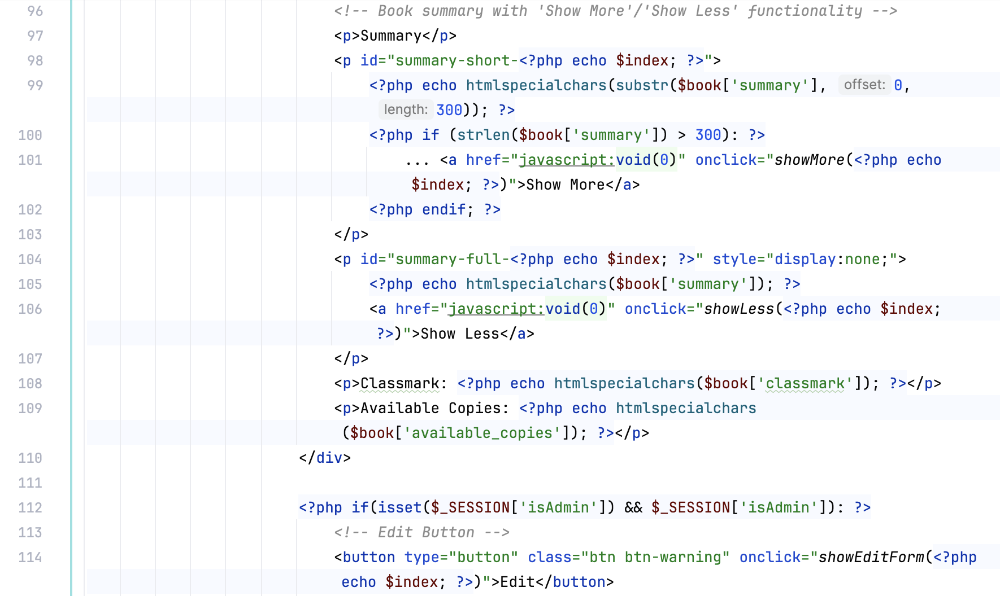 96 <!-- Book summary with 'Show More'/'Show Less' functionality -->
97 <p>Summary</p>
98 <p id="summary-short-<?php echo $index; ?>">
99 <?php echo htmlspecialchars(substr($book['summary'], offset: 0,
length: 300)); ?>
100 <?php if (strlen($book['summary']) > 300): ?>
101 ... <a href="javascript:void(0)" onclick="showMore(<?php echo
$index; ?>)">Show More</a>
102 <?php endif; ?>
103 </p>
104 <p id="summary-full-<?php echo $index; ?>" style="display:none;">
105 <?php echo htmlspecialchars($book['summary']); ?>
106 <a href="javascript:void(0)" onclick="showLess(<?php echo $index;
?>)">Show Less</a>
107 </p>
108 <p>Classmark: <?php echo htmlspecialchars($book['classmark']); ?></p>
109 <p>Available Copies: <?php echo htmlspecialchars
($book['available_copies']); ?></p>
110 </div>
111
112 <?php if(isset($_SESSION['isAdmin']) && $_SESSION['isAdmin']): ?>
113 <!-- Edit Button -->
114 <button type="button" class="btn btn-warning" onclick="showEditForm(<?php
echo $index; ?>)">Edit</button>